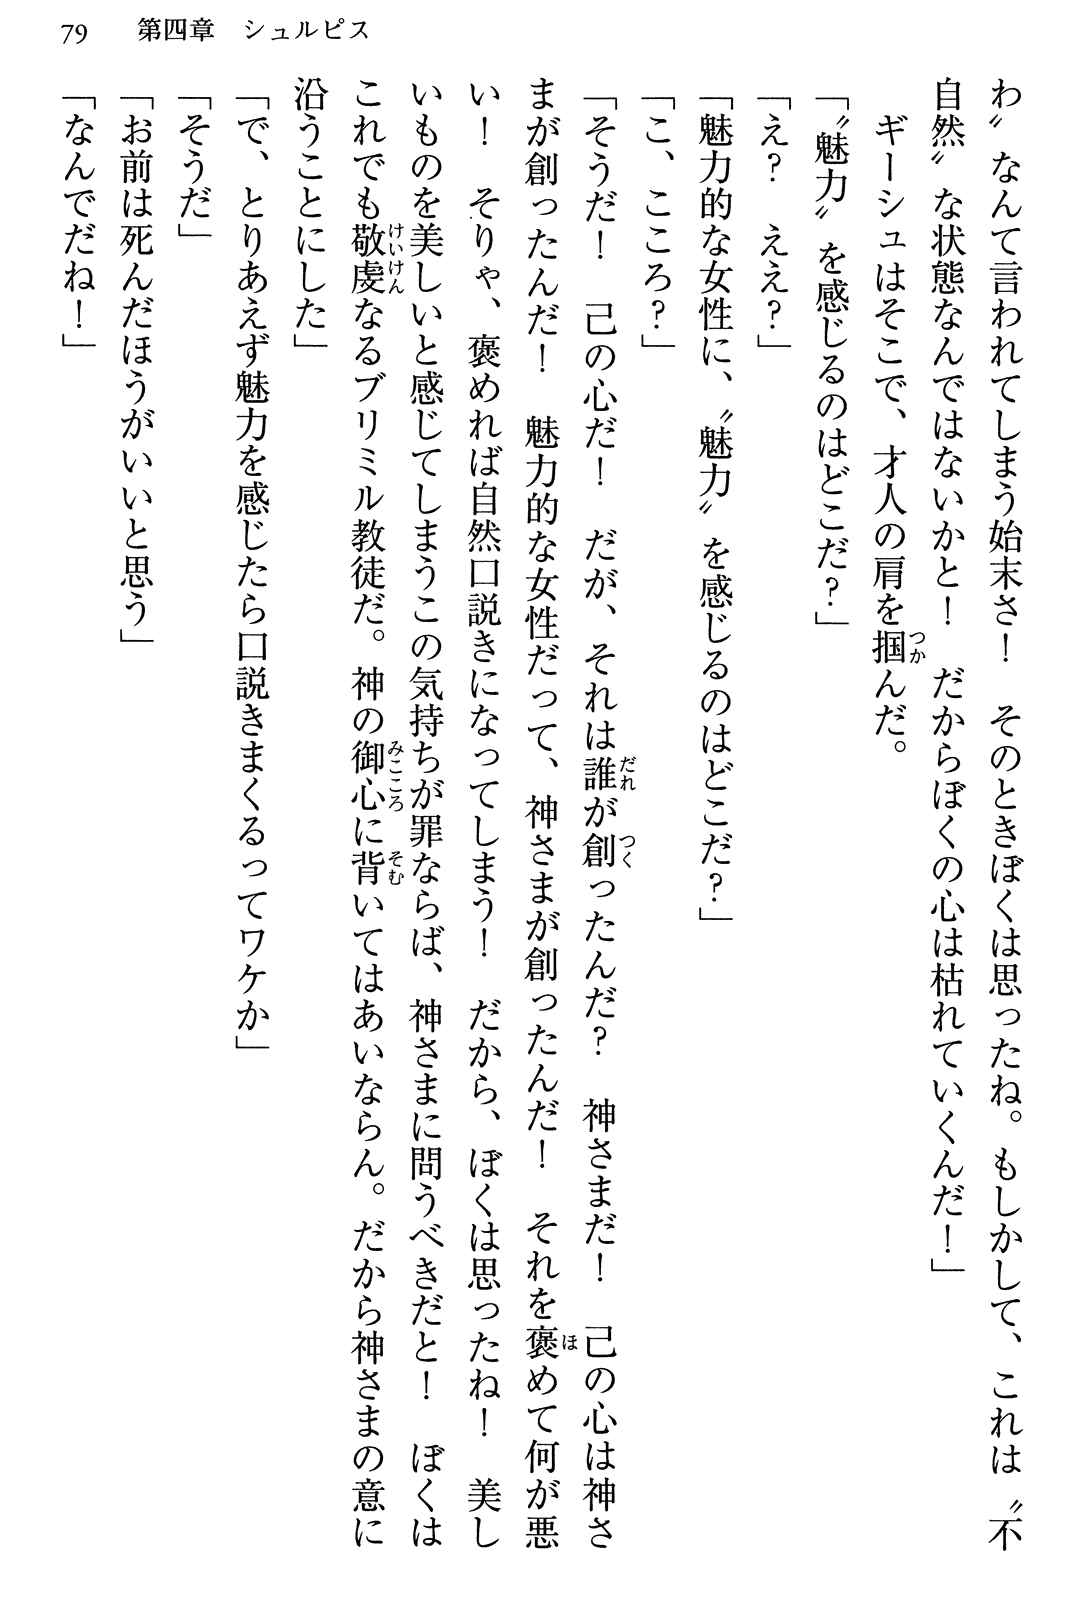 79　第四章　シュルピス
わ〟なんて言われてしまう始末さ！　そのときぼくは思ったね。もしかして、これは〝不
自然〟な状態なんではないかと！　だからぼくの心は枯れていくんだ！」
　ギーシュはそこで、才人の肩を掴んだ。
「〝魅力〟を感じるのはどこだ？」
「え？　ええ？」
「魅力的な女性に、〝魅力〟を感じるのはどこだ？」
「こ、こころ？」
「そうだ！　己の心だ！　だが、それは誰が創ったんだ？　神さまだ！　己の心は神さ
まが創ったんだ！　魅力的な女性だって、神さまが創ったんだ！　それを褒めて何が悪
い！　そりゃ、褒めれば自然口説きになってしまう！　だから、ぼくは思ったね！　美し
いものを美しいと感じてしまうこの気持ちが罪ならば、神さまに問うべきだと！　ぼくは
これでも敬虔なるブリミル教徒だ。神の御心に背いてはあいならん。だから神さまの意に
沿うことにした」
「で、とりあえず魅力を感じたら口説きまくるってワケか」
「そうだ」
「お前は死んだほうがいいと思う」
「なんでだね！」